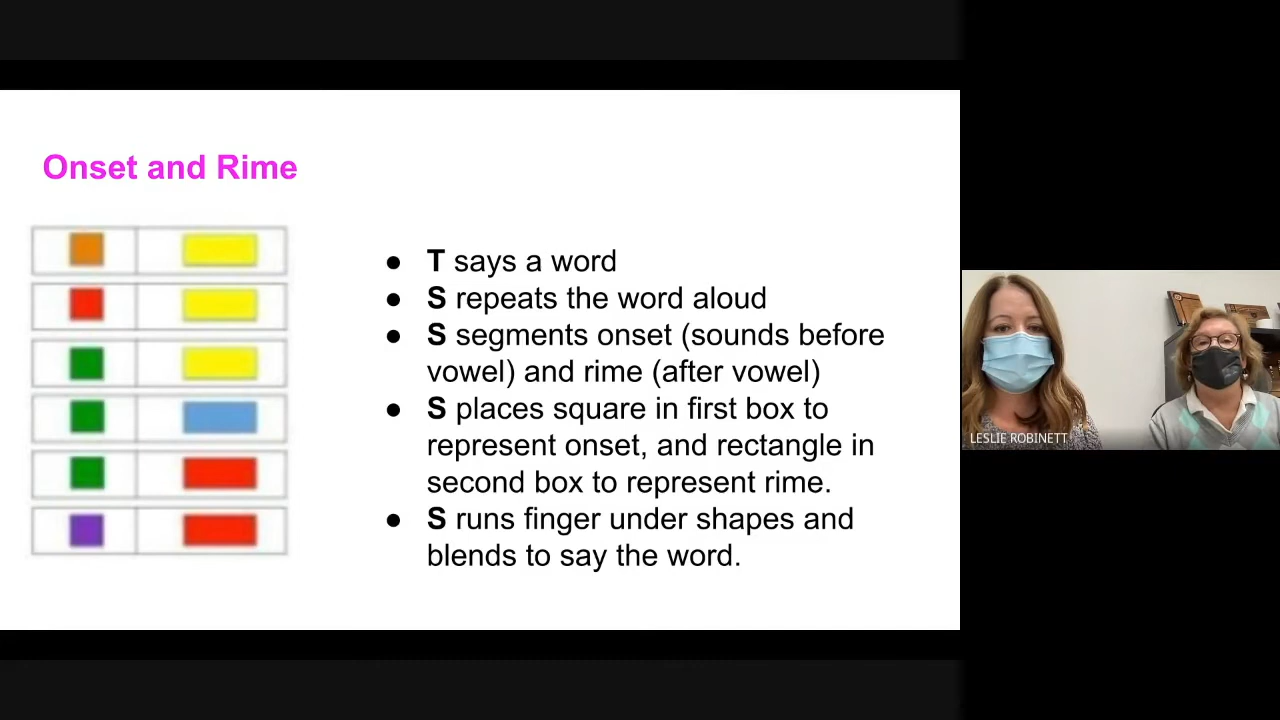 Onset and Rime
● T says a word
● S repeats the word aloud
● S segments onset (sounds before
vowel) and rime (after vowel)
● S places square in first box to
represent onset, and rectangle in
second box to represent rime.
● S runs finger under shapes and
blends to say the word.
LESLIE ROBINETT